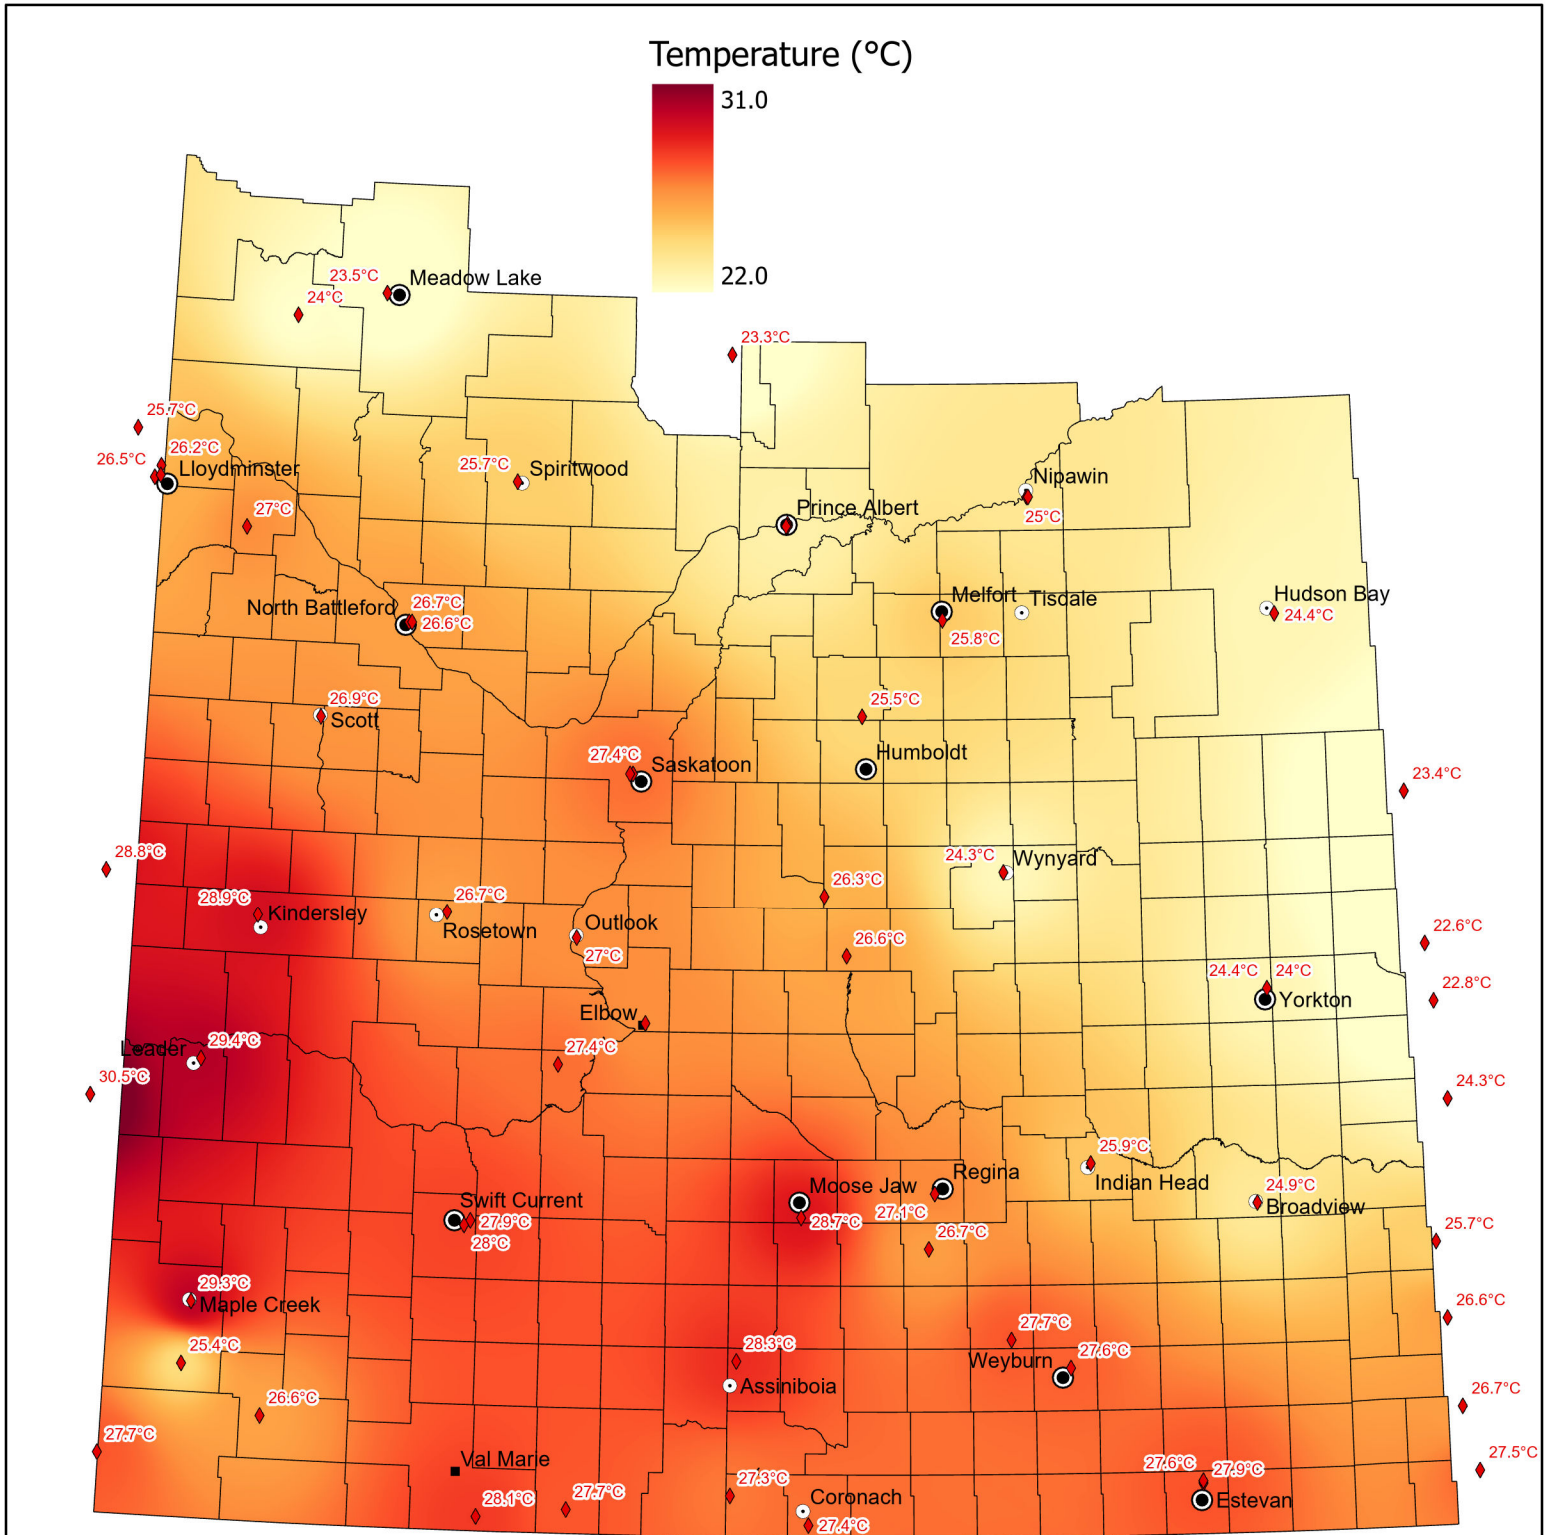 Temperature (°C)
31.0
22.0
23.5°C
Meadow Lake
24°C
23.3°C
25.7°C
26.2°C
26.5°C
Lloydminster
25.7°C
Spiritwood
Nipawin
25°C
27°C
Prince Albert
North Battleford
26.7°C
26.6°C
Melfort
Tisdale
25.8°C
Hudson Bay
24.4°C
26.9°C
Scott
25.5°C
27.4°C
Saskatoon
Humboldt
23.4°C
28.8°C
24.3°C
Wynyard
26.3°C
28.9°C
Kindersley
26.7°C
Rosetown
Outlook
27°C
26.6°C
22.6°C
24.4°C
24°C
Yorkton
22.8°C
Elbow
Leader
29.4°C
27.4°C
30.5°C
24.3°C
25.9°C
Indian Head
Moose Jaw
28.7°C
Regina
27.1°C
26.7°C
24.9°C
Broadview
Swift Current
27.9°C
28°C
25.7°C
29.3°C
Maple Creek
26.6°C
25.4°C
28.3°C
Assiniboia
27.7°C
Weyburn
27.6°C
26.6°C
26.7°C
27.7°C
Val Marie
28.1°C
27.7°C
27.3°C
Coronach
27.4°C
27.6°C
27.9°C
Estevan
27.5°C